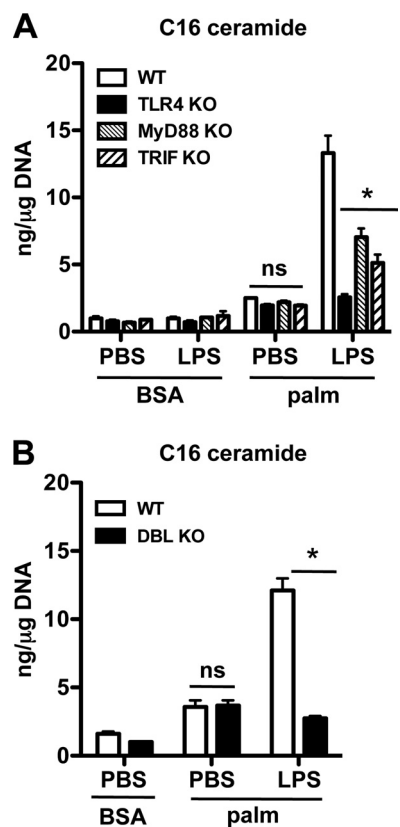 A
C16 ceramide
20
15
10
5
0
ng/µg DNA
WT
TLR4 KO
MyD88 KO
TRIF KO
ns
*
PBS LPS PBS LPS
BSA palm
B
C16 ceramide
20
15
10
5
0
ng/µg DNA
WT
DBL KO
ns
*
PBS PBS LPS
BSA palm